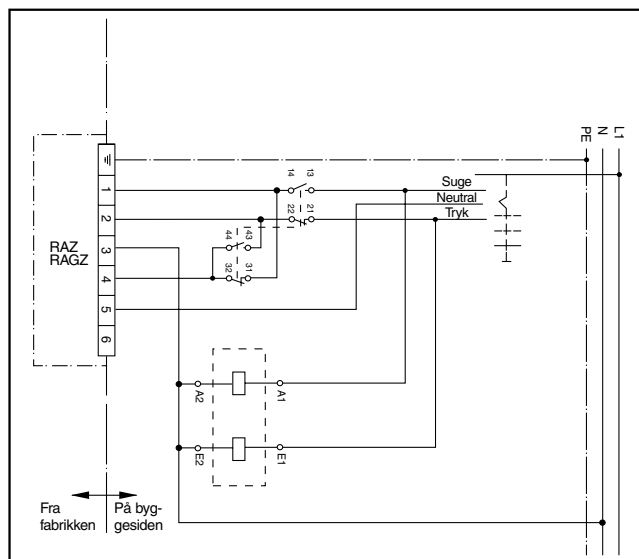 PE
N
L1
Suge
Neutral
Tryk
14
13
22
21
44
43
32
31
RAZ
RAGZ
1
2
3
4
5
6
A2
A1
E2
E1
Fra
fabrikken
På byg-
gesiden